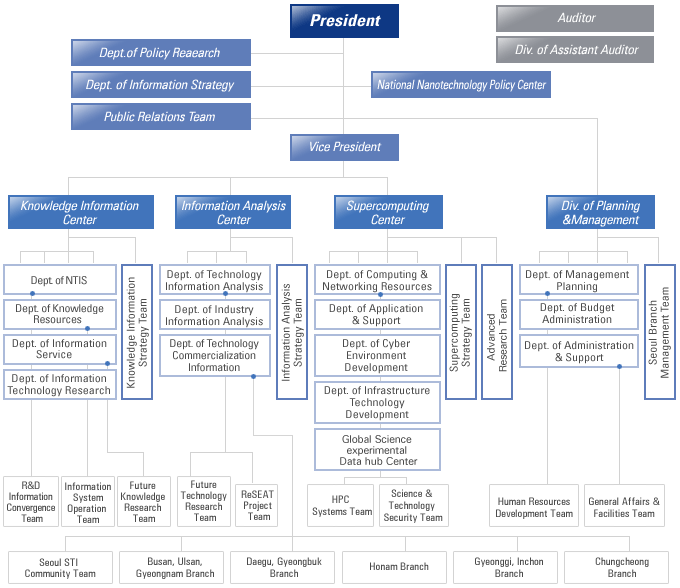 President
Auditor
Div. of Assistant Auditor
Dept.of Policy Reaearch
Dept. of Information Strategy
National Nanotechnology Policy Center
Public Relations Team
Vice President
Knowledge Information
Center
Information Analysis
Center
Supercomputing
Center
Div. of Planning
&Management
Dept. of NTIS
Dept. of Knowledge
Resources
Dept. of Information
Service
Dept. of Information
Technology Research
Knowledge Information
Strategy Team
Dept. of Technology
Information Analysis
Dept. of Industry
Information Analysis
Dept. of Technology
Commercialization
Information
Information Analysis
Strategy Team
Dept. of Computing &
Networking Resources
Dept. of Application
& Support
Dept. of Cyber
Environment
Development
Dept. of Infrastructure
Technology
Development
Global Science
experimental
Data hub Center
Supercomputing
Strategy Team
Advanced
Research Team
Dept. of Management
Planning
Dept. of Budget
Administration
Dept. of Administration
& Support
Seoul Branch
Management Team
R&D
Information
Convergence
Team
Information
System
Operation
Team
Future
Knowledge
Research
Team
Future
Technology
Research
Team
ReSEAT
Project
Team
HPC
Systems Team
Science &
Technology
Security Team
Human Resources
Development Team
General Affairs &
Facilities Team
Seoul STI
Community Team
Busan, Ulsan,
Gyeongnam Branch
Daegu, Gyeongbuk
Branch
Honam Branch
Gyeonggi, Inchon
Branch
Chungcheong
Branch